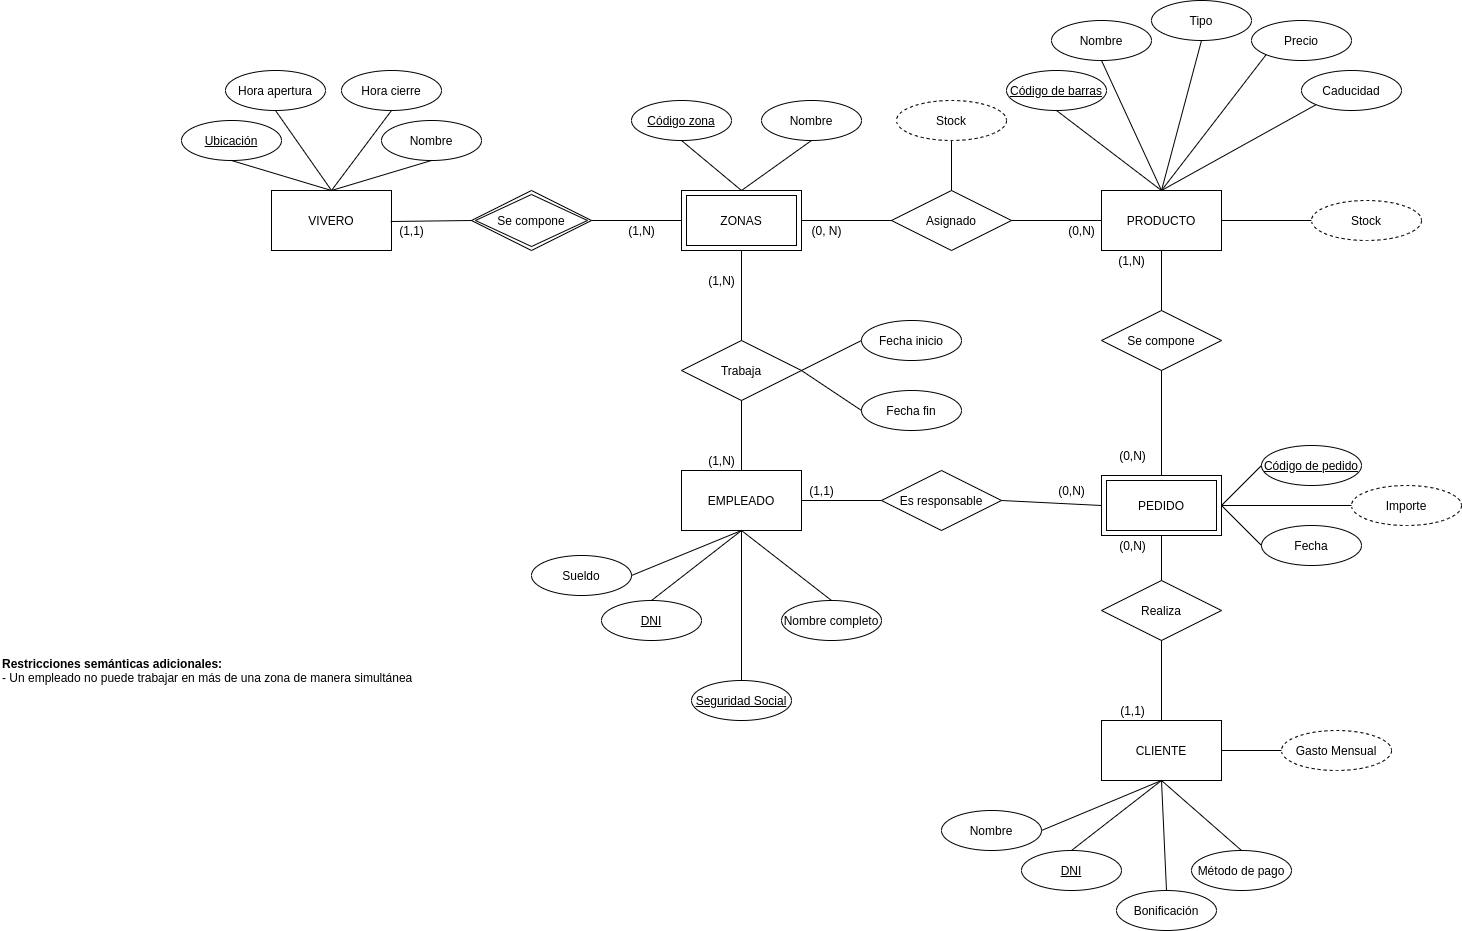 Tipo
Nombre
Precio
Código de barras
Caducidad
Hora apertura
Hora cierre
Ubicación
Nombre
Código zona
Nombre
Stock
VIVERO
Se compone
ZONAS
Asignado
PRODUCTO
Stock
(1,1)
(1,N)
(0, N)
(0,N)
(1,N)
(1,N)
Fecha inicio
Se compone
Trabaja
Fecha fin
(1,N)
(0,N)
Código de pedido
(1,1)
(0,N)
EMPLEADO
Es responsable
PEDIDO
Importe
(0,N)
Fecha
Sueldo
DNI
Nombre completo
Realiza
Restricciones semánticas adicionales:
- Un empleado no puede trabajar en más de una zona de manera simultánea
Seguridad Social
(1,1)
CLIENTE
Gasto Mensual
Nombre
DNI
Método de pago
Bonificación